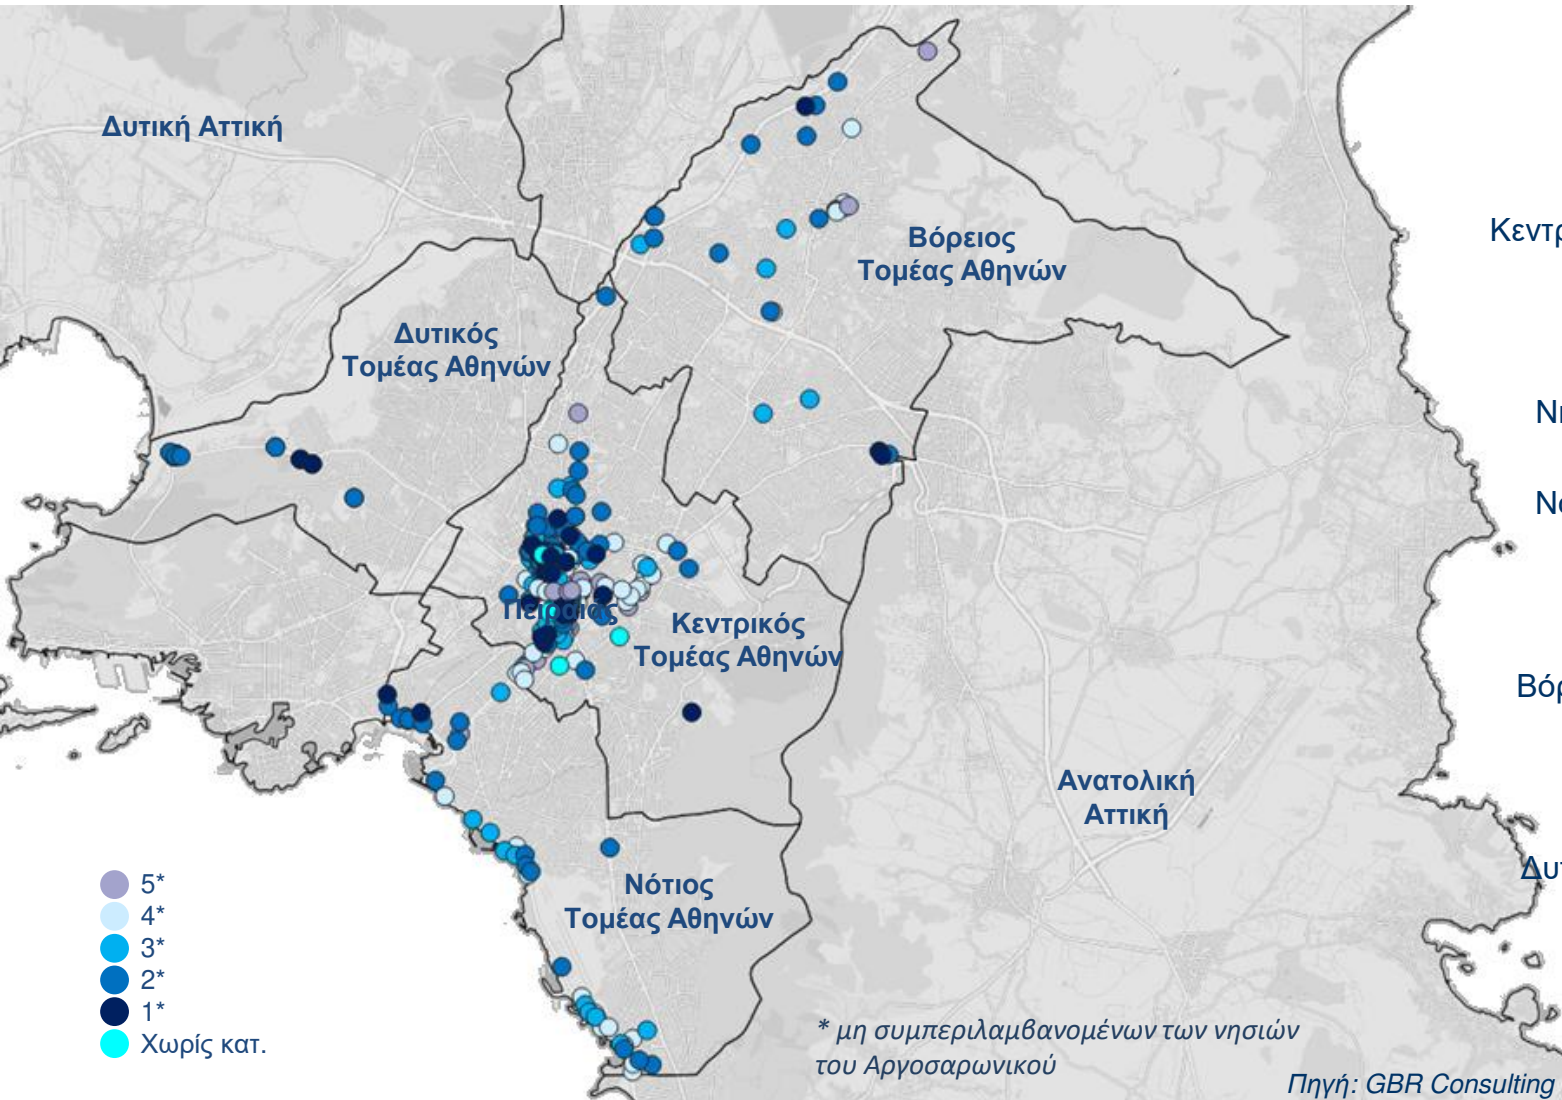 Δυτική Αττική
Βόρειος
Τομέας Αθηνών
Δυτικός
Τομέας Αθηνών
Πειραιάς
Κεντρικός
Τομέας Αθηνών
Ανατολική
Αττική
Νότιος
Τομέας Αθηνών
5*
4*
3*
2*
1*
Χωρίς κατ.
* μη συμπεριλαμβανομένων των νησιών
του Αργοσαρωνικού
Πηγή: GBR Consulting